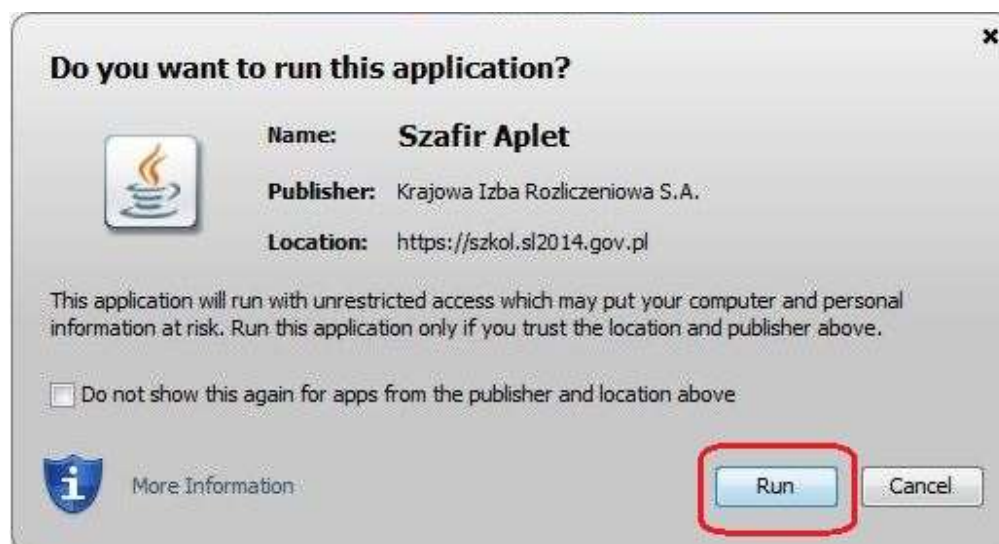 Do you want to run this application?
Name: Szafir Aplet
Publisher: Krajowa Izba Rozliczeniowa S.A.
Location: https://szkol.sl2014.gov.pl
This application will run with unrestricted access which may put your computer and personal
information at risk. Run this application only if you trust the location and publisher above.
Do not show this again for apps from the publisher and location above
More Information
Run Cancel